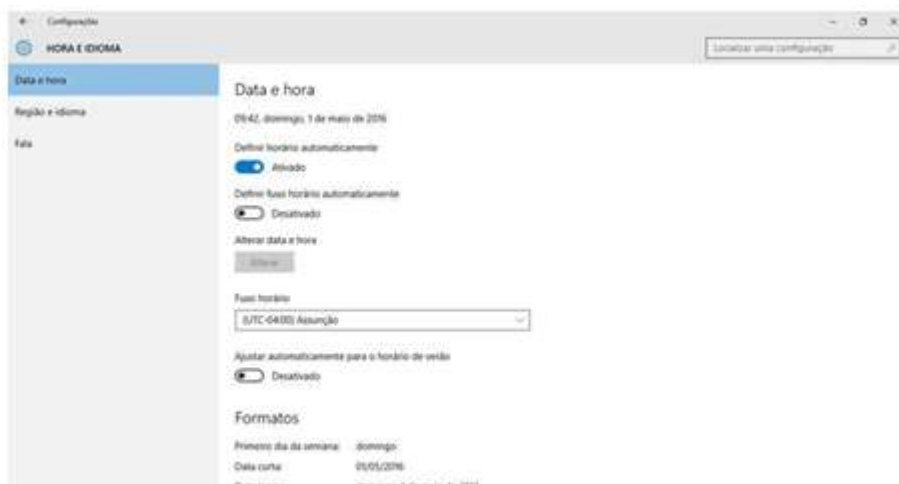 Configurações
HORA E IDIOMA
Localizar uma configuração
Data e hora
Região e idioma
Fala
Data e hora
09:42, domingo, 1 de maio de 2016
Definir horário automaticamente
Ativado
Definir fuso horário automaticamente
Desativado
Alterar data e hora
Alterar
Fuso horário
(UTC-04:00) Assunção
Ajustar automaticamente para o horário de verão
Desativado
Formatos
Primeiro dia da semana: domingo
Data curta: 01/05/2016